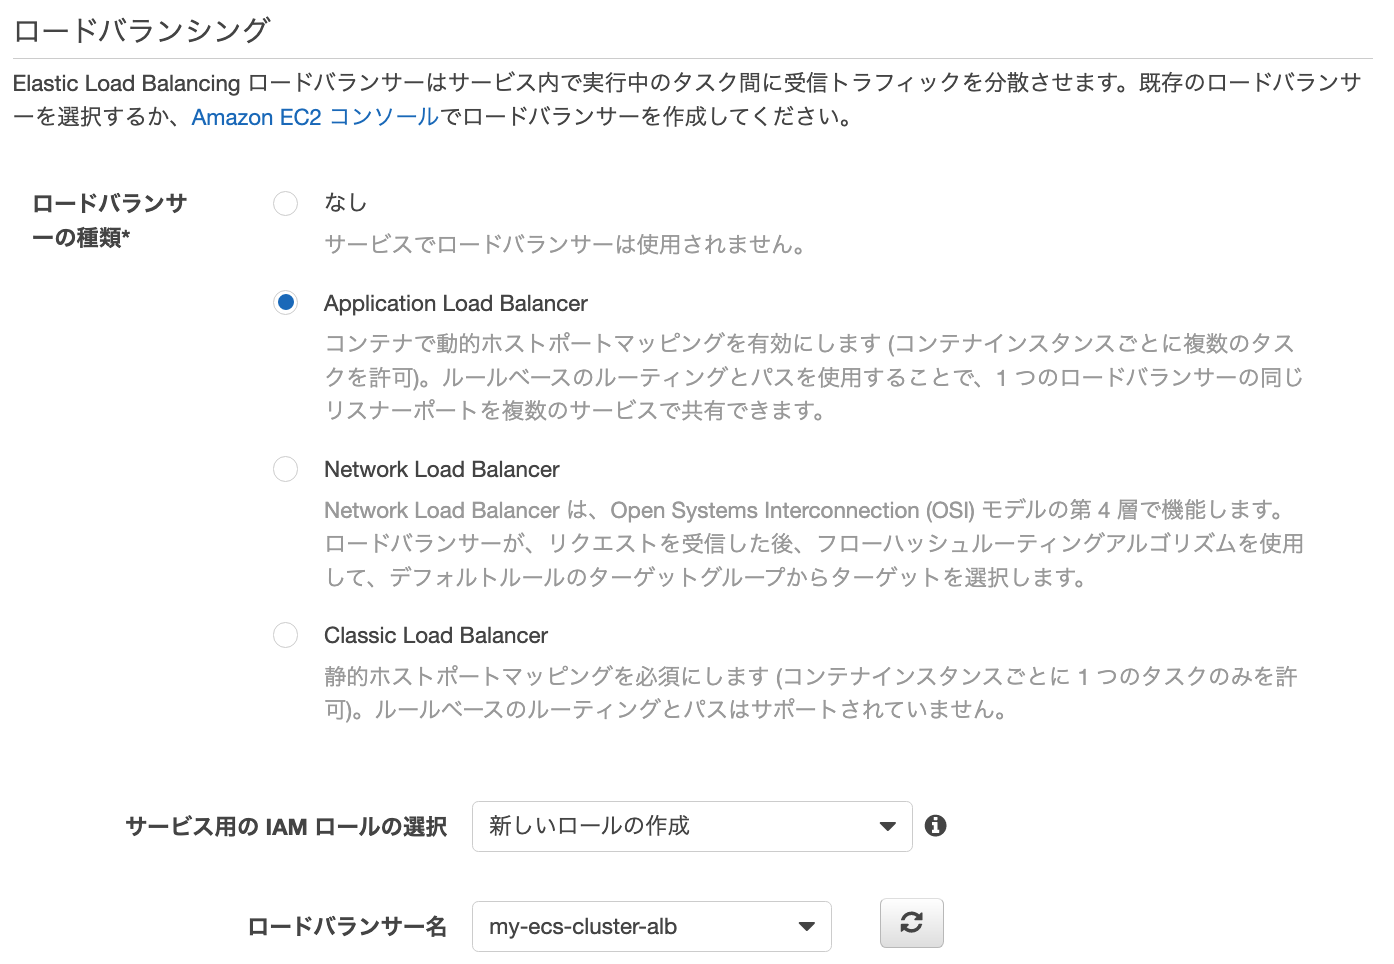 ロードバランシング
Elastic Load Balancing ロードバランサーはサービス内で実行中のタスク間に受信トラフィックを分散させます。既存のロードバランサ
ーを選択するか、Amazon EC2 コンソールでロードバランサーを作成してください。
ロードバランサ
ーの種類*
なし
サービスでロードバランサーは使用されません。
Application Load Balancer
コンテナで動的ホストポートマッピングを有効にします (コンテナインスタンスごとに複数のタス
クを許可)。ルールベースのルーティングとパスを使用することで、1 つのロードバランサーの同じ
リスナーポートを複数のサービスで共有できます。
Network Load Balancer
Network Load Balancer は、Open Systems Interconnection (OSI) モデルの第 4 層で機能します。
ロードバランサーが、リクエストを受信した後、フローハッシュルーティングアルゴリズムを使用
して、デフォルトルールのターゲットグループからターゲットを選択します。
Classic Load Balancer
静的ホストポートマッピングを必須にします (コンテナインスタンスごとに 1 つのタスクのみを許
可)。ルールベースのルーティングとパスはサポートされていません。
サービス用の IAM ロールの選択
新しいロールの作成
ロードバランサー名
my-ecs-cluster-alb